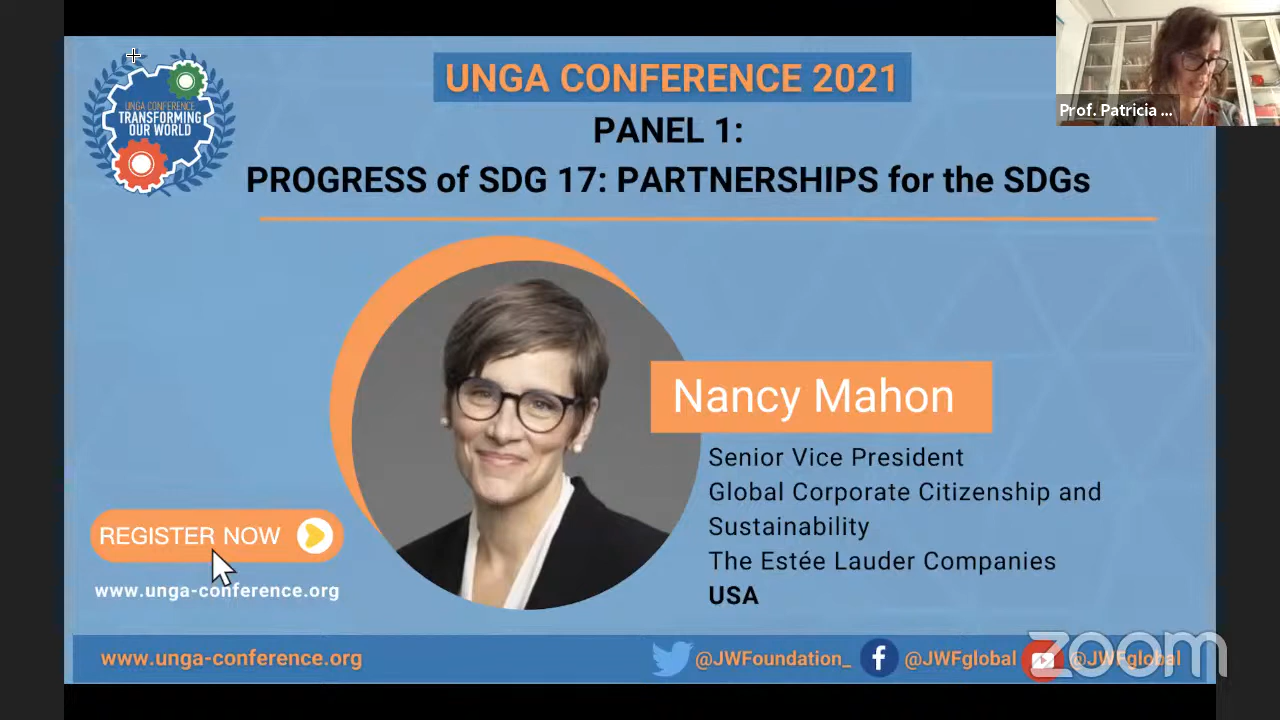 UNGA CONFERENCE
TRANSFORMING
OUR WORLD
UNGA CONFERENCE 2021
PANEL 1:
PROGRESS of SDG 17: PARTNERSHIPS for the SDGs
Prof. Patricia ...
Nancy Mahon
Senior Vice President
Global Corporate Citizenship and
Sustainability
The Estée Lauder Companies
USA
REGISTER NOW
www.unga-conference.org
www.unga-conference.org
@JWFoundation_
@JWFglobal
@JWFglobal
zoom